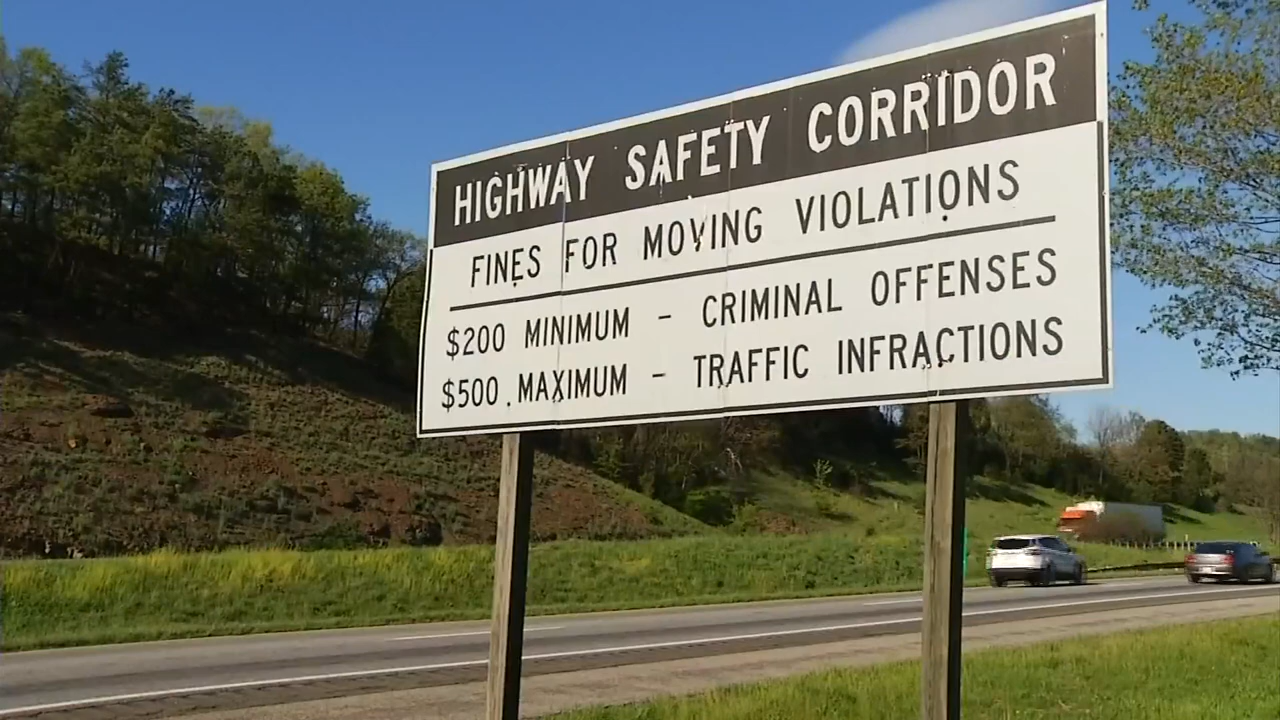 HIGHWAY SAFETY CORRIDOR
FINES FOR MOVING VIOLATIONS
$200 MINIMUM - CRIMINAL OFFENSES
$500 MAXIMUM - TRAFFIC INFRACTIONS